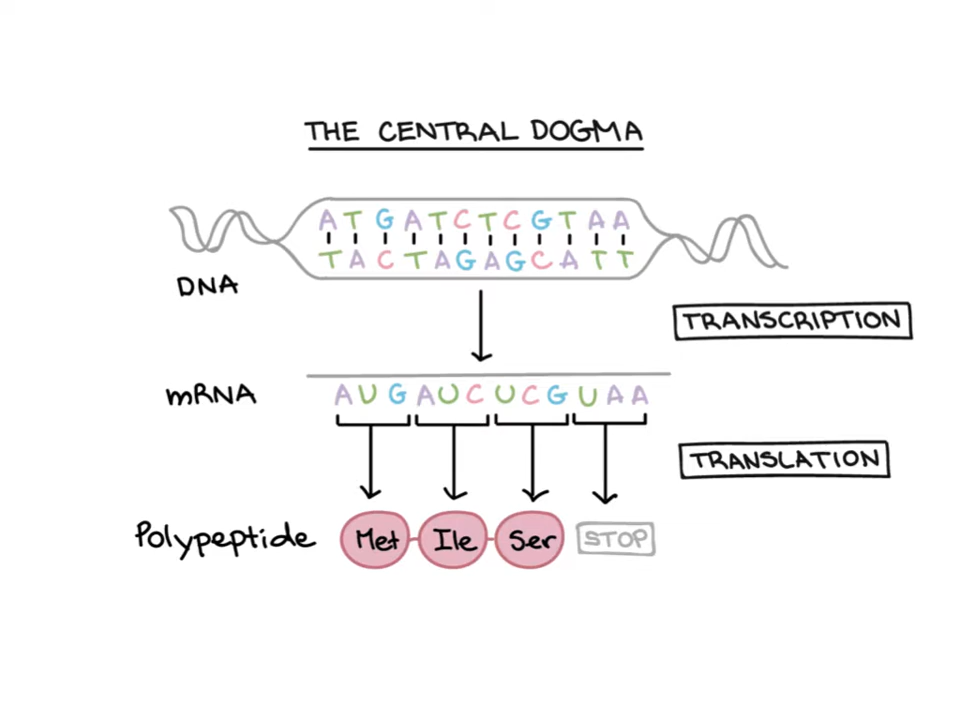 THE CENTRAL DOGMA
ATGATCTCGTAA
TACTAGAGCATT
DNA
TRANSCRIPTION
mRNA AUGAUCUCGUAA
TRANSLATION
Polypeptide Met Ile Ser STOP